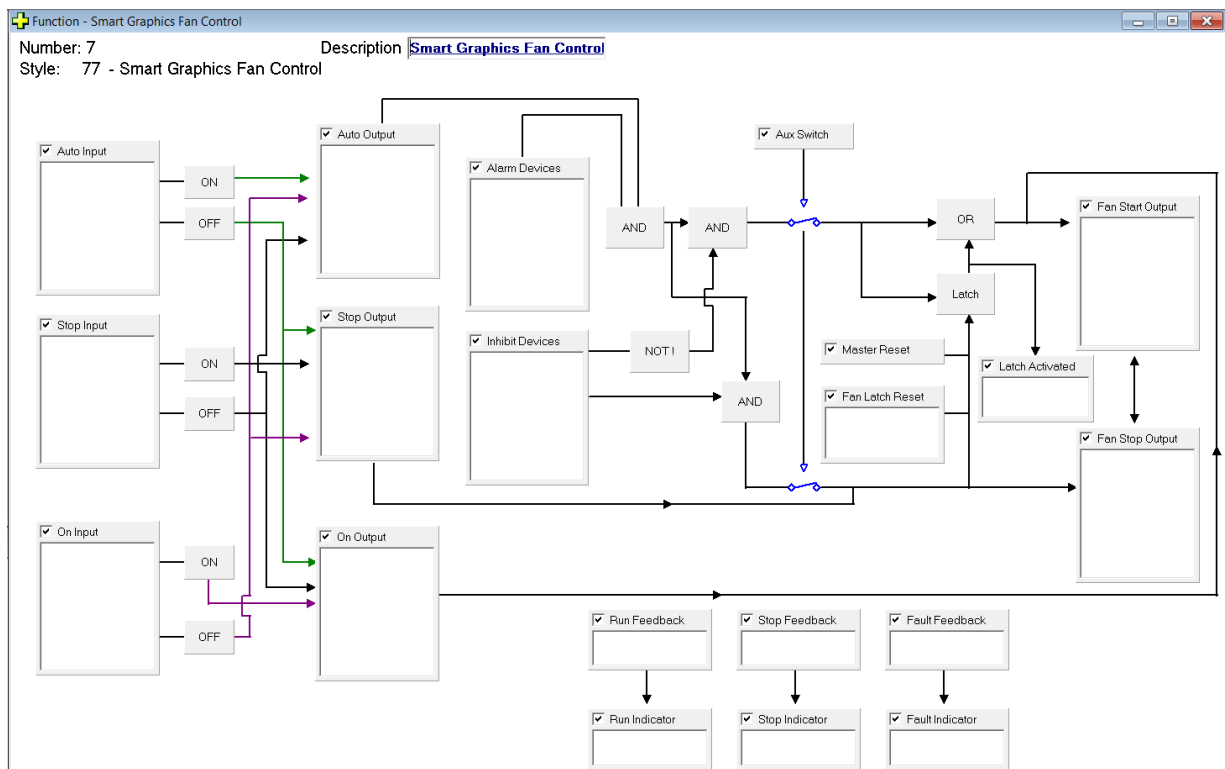 Function - Smart Graphics Fan Control
Number: 7
Description Smart Graphics Fan Control
Style: 77 - Smart Graphics Fan Control
Auto Input
ON
OFF
Auto Output
Alarm Devices
Aux Switch
AND
AND
OR
Fan Start Output
Stop Input
ON
OFF
Stop Output
Inhibit Devices
NOT !
AND
Latch
Master Reset
Latch Activated
Fan Latch Reset
Fan Stop Output
On Input
ON
OFF
On Output
Run Feedback
Stop Feedback
Fault Feedback
Run Indicator
Stop Indicator
Fault Indicator